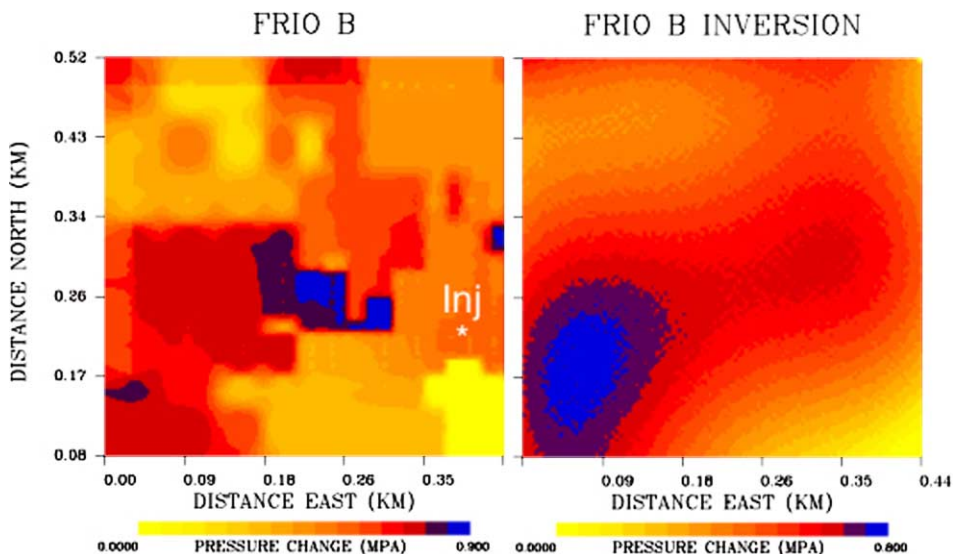 FRIO B
FRIO B INVERSION
DISTANCE NORTH (KM)
0.52
0.43
0.34
0.26
0.17
0.08
Inj
*
0.00 0.09 0.18 0.26 0.35
DISTANCE EAST (KM)
0.09 0.18 0.26 0.35 0.44
DISTANCE EAST (KM)
0.0000 PRESSURE CHANGE (MPA) 0.900
0.0000 PRESSURE CHANGE (MPA) 0.800